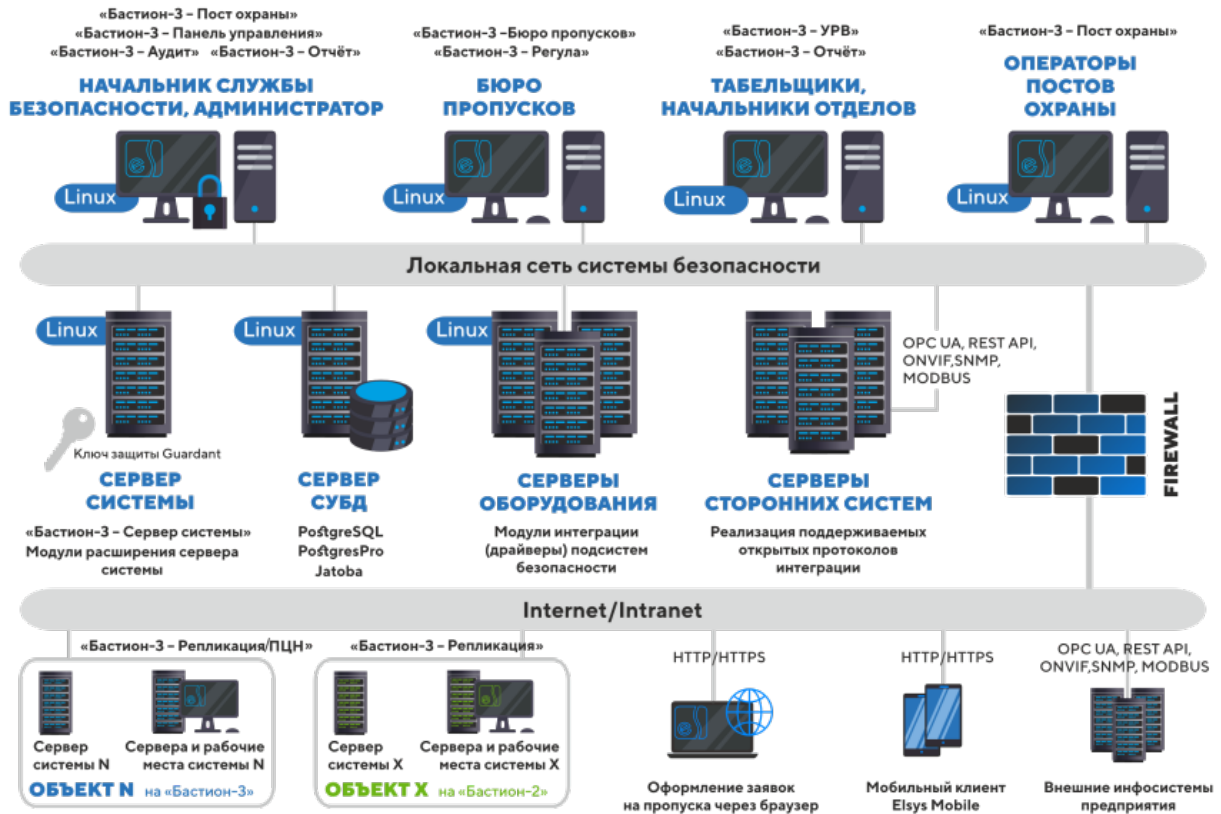 «Бастион-3 – Пост охраны»
«Бастион-3 – Панель управления»
«Бастион-3 – Аудит» «Бастион-3 – Отчёт»
НАЧАЛЬНИК СЛУЖБЫ
БЕЗОПАСНОСТИ, АДМИНИСТРАТОР
Linux
«Бастион-3 –Бюро пропусков»
«Бастион-3 – Регула»
БЮРО
ПРОПУСКОВ
Linux
«Бастион-3 – УРВ»
«Бастион-3 – Отчёт»
ТАБЕЛЬЩИКИ,
НАЧАЛЬНИКИ ОТДЕЛОВ
Linux
«Бастион-3 – Пост охраны»
ОПЕРАТОРЫ
ПОСТОВ
ОХРАНЫ
Linux
Локальная сеть системы безопасности
Linux
Ключ защиты Guardant
СЕРВЕР
СИСТЕМЫ
«Бастион-3 – Сервер системы»
Модули расширения сервера
системы
Linux
СЕРВЕР
СУБД
PostgreSQL
PostgresPro
Jatoba
Linux
СЕРВЕРЫ
ОБОРУДОВАНИЯ
Модули интеграции
(драйверы) подсистем
безопасности
OPC UA, REST API,
ONVIF,SNMP,
MODBUS
СЕРВЕРЫ
СТОРОННИХ СИСТЕМ
Реализация поддерживаемых
открытых протоколов
интеграции
FIREWALL
Internet/Intranet
«Бастион-3 – Репликация/ПЦН»
Сервер
системы N
Сервера и рабочие
места системы N
ОБЪЕКТ N на «Бастион-3»
«Бастион-3 – Репликация»
Сервер
системы X
Сервера и рабочие
места системы X
ОБЪЕКТ X на «Бастион-2»
HTTP/HTTPS
Оформление заявок
на пропуска через браузер
HTTP/HTTPS
Мобильный клиент
Elsys Mobile
OPC UA, REST API,
ONVIF,SNMP, MODBUS
Внешние инфосистемы
предприятия